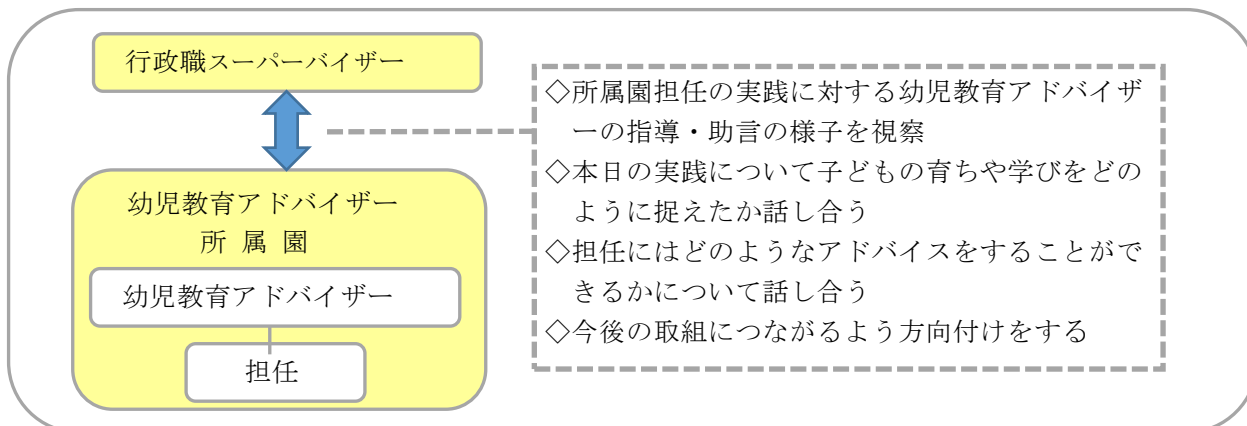 行政職スーパーバイザー
幼児教育アドバイザー
所 属 園
幼児教育アドバイザー
担任
◇所属園担任の実践に対する幼児教育アドバイザ
ーの指導・助言の様子を視察
◇本日の実践について子どもの育ちや学びをどの
ように捉えたか話し合う
◇担任にはどのようなアドバイスをすることがで
きるかについて話し合う
◇今後の取組につながるよう方向付けをする